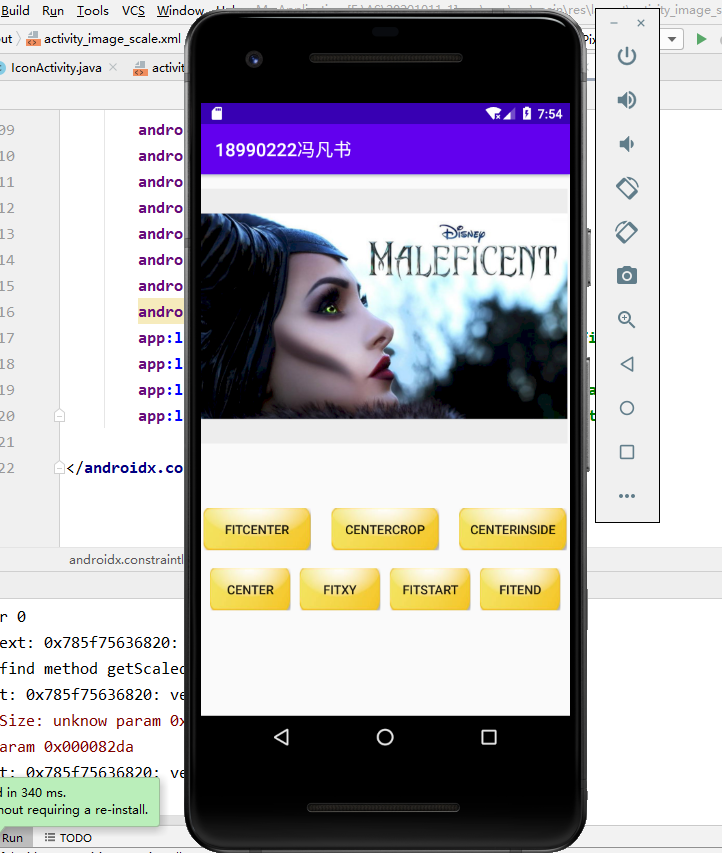 Build Run Tools VCS Window
activity_image_scale.xml
IconActivity.java
7:54
18990222冯凡书
DISNEY
MALEFICENT
FITCENTER CENTERCROP CENTERINSIDE
CENTER FITXY FITSTART FITEND
09 andro
10 andro
11 andro
12 andro
13 andro
14 andro
15 andro
16 andro
17 app:l
18 app:l
19 app:l
20 app:l
21
22 </androidx.co
androidx.constraintl
r 0
ext: 0x785f75636820:
find method getScaled
t: 0x785f75636820: ve
Size: unknow param 0x
aram 0x000082da
t: 0x785f75636820: ve
d in 340 ms.
hout requiring a re-install.
Run TODO